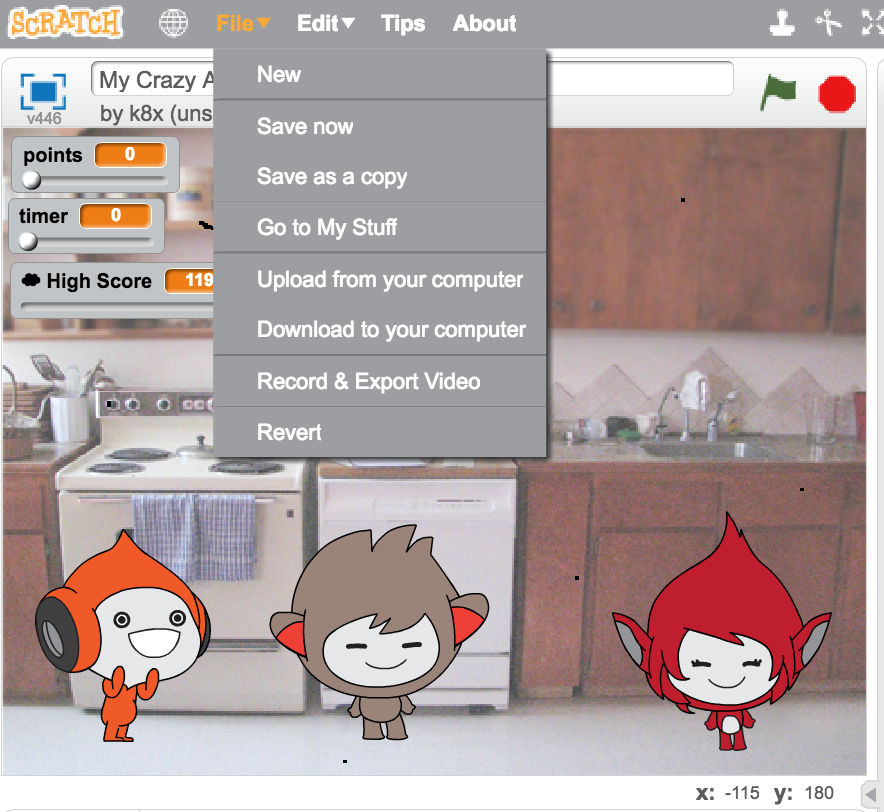 SCRATCH File Edit Tips About
New
Save now
Save as a copy
Go to My Stuff
Upload from your computer
Download to your computer
Record & Export Video
Revert
v446
My Crazy A
by k8x (uns
points 0
timer 0
High Score 119
x: -115 y: 180